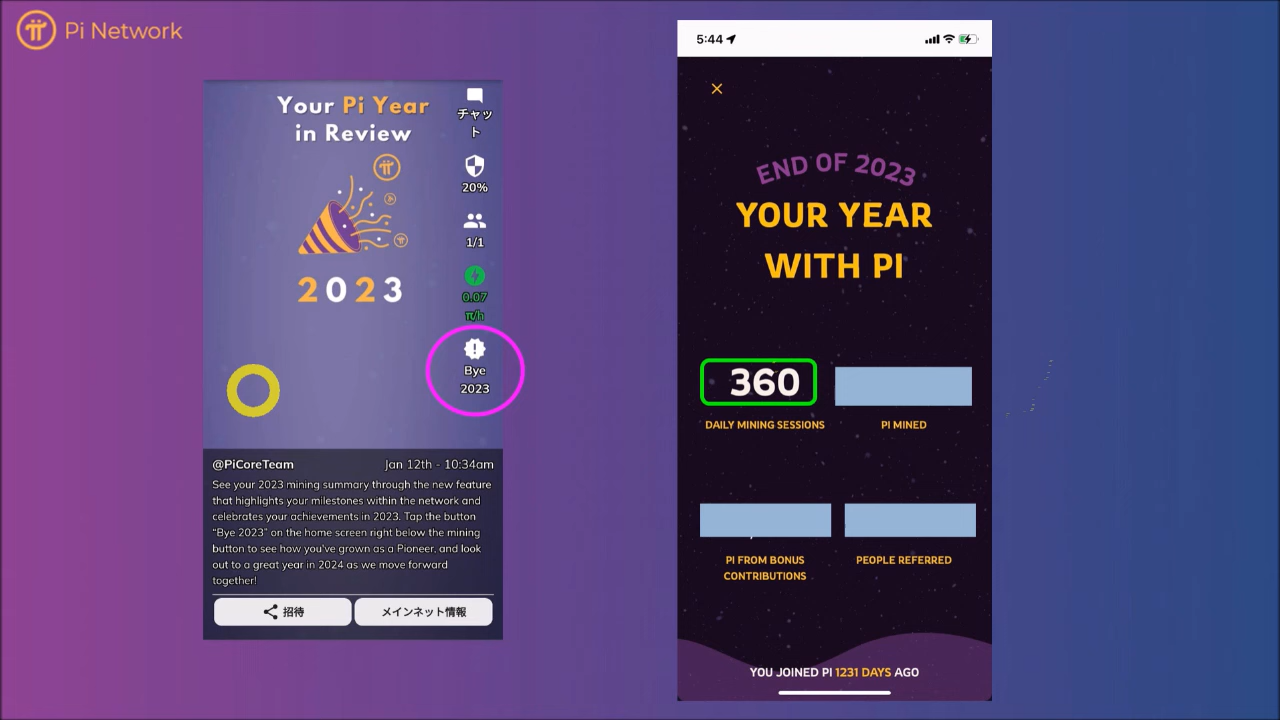 Pi Network
Your Pi Year
in Review
2023
チャッ
ト
20%
1/1
0.07
π/h
Bye
2023
@PiCoreTeam
Jan 12th - 10:34am
See your 2023 mining summary through the new feature
that highlights your milestones within the network and
celebrates your achievements in 2023. Tap the button
"Bye 2023" on the home screen right below the mining
button to see how you've grown as a Pioneer, and look
out to a great year in 2024 as we move forward
together!
招待
メインネット情報
5:44
END OF 2023
YOUR YEAR
WITH PI
360
DAILY MINING SESSIONS
PI MINED
PI FROM BONUS
CONTRIBUTIONS
PEOPLE REFERRED
YOU JOINED PI 1231 DAYS AGO